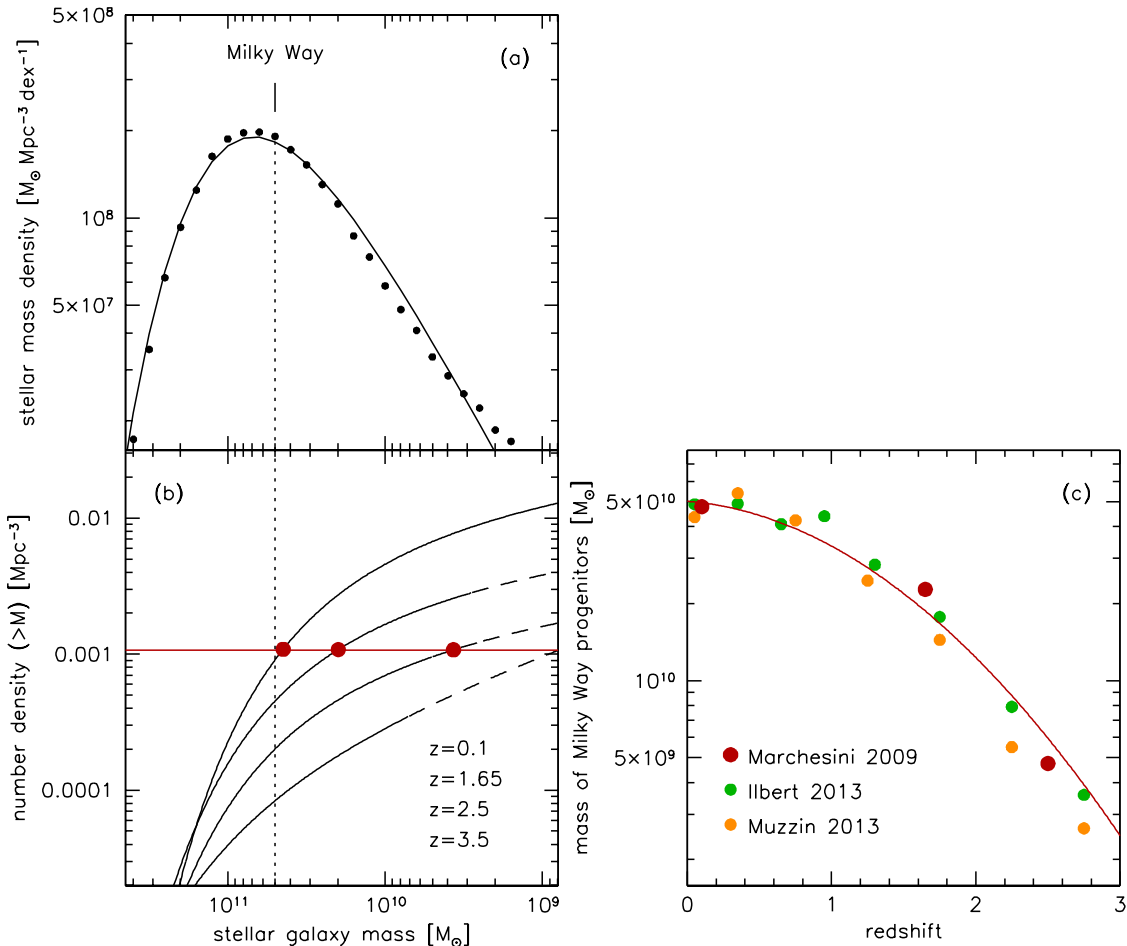 5×10⁸
10⁸
5×10⁷
stellar mass density [M⊙ Mpc⁻³ dex⁻¹]
Milky Way
(a)
(b)
0.01
0.001
0.0001
number density (>M) [Mpc⁻³]
z=0.1
z=1.65
z=2.5
z=3.5
10¹¹
10¹⁰
10⁹
stellar galaxy mass [M⊙]
(c)
5×10¹⁰
10¹⁰
5×10⁹
mass of Milky Way progenitors [M⊙]
Marchesini 2009
Ilbert 2013
Muzzin 2013
0
1
2
3
redshift